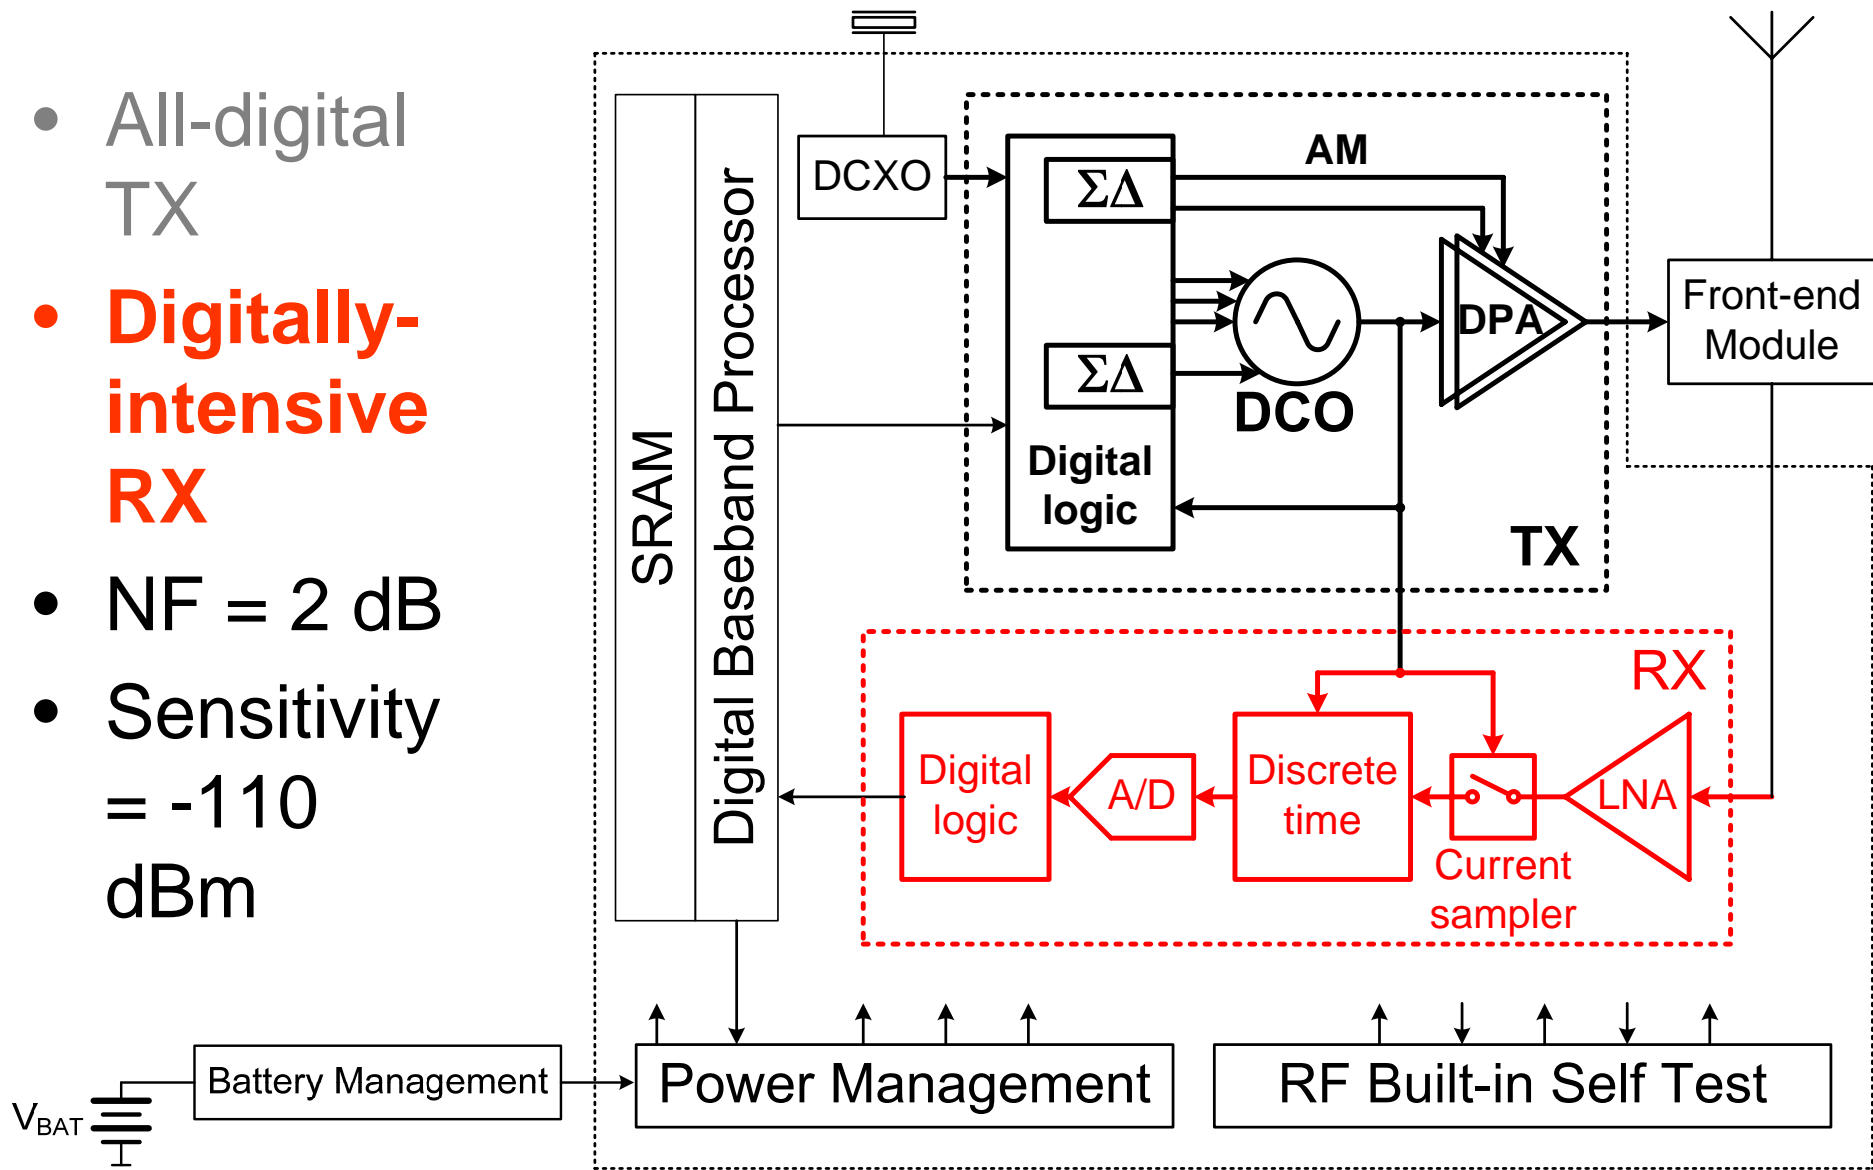 • All-digital
TX
• Digitally-
intensive
RX
• NF = 2 dB
• Sensitivity
= -110
dBm
SRAM
Digital Baseband Processor
DCXO
ΣΔ
AM
ΣΔ
DCO
DPA
Digital
logic
TX
Front-end
Module
RX
Digital
logic
A/D
Discrete
time
LNA
Current
sampler
VBAT
Battery Management
Power Management
RF Built-in Self Test